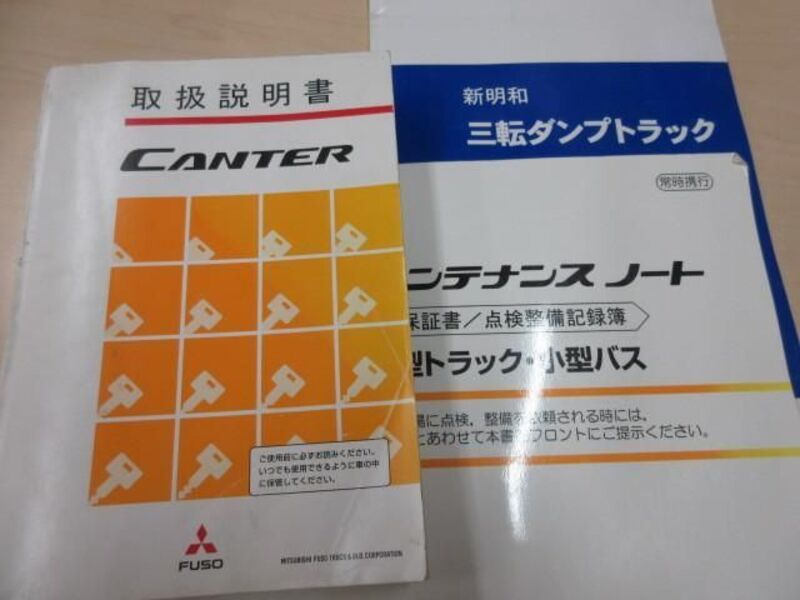 取扱説明書
CANTER
ご使用前に必ずお読みください。
いつでも使用できるように車の中
に保管してください。
FUSO
MITSUBISHI FUSO TRUCK & BUS CORPORATION
新明和
三転ダンプトラック
常時携行
ンテナンス ノート
保証書/点検整備記録簿
型トラック・小型バス
に点検,整備を依頼される時には,
とあわせて本書をフロントにご提示ください。